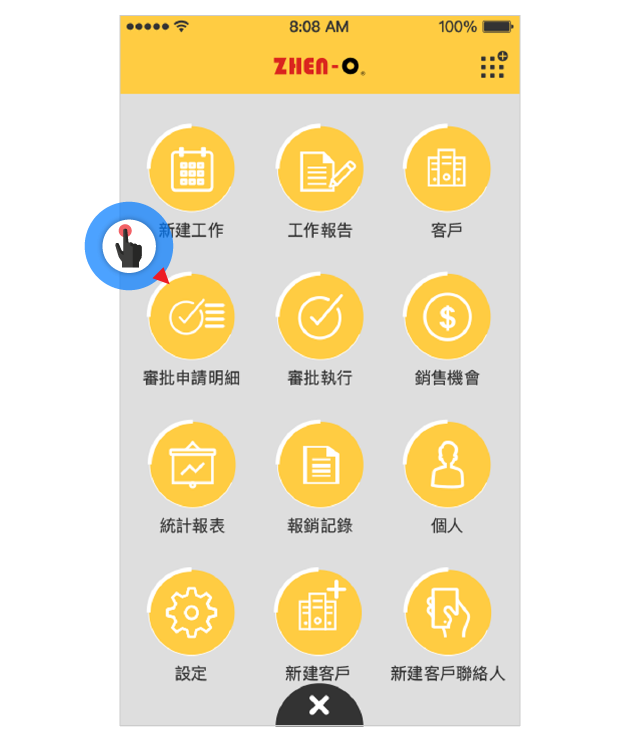 8:08 AM 100%
ZHEN-O®
新建工作 工作報告 客戶
審批申請明細 審批執行 銷售機會
統計報表 報銷記錄 個人
設定 新建客戶 新建客戶聯絡人